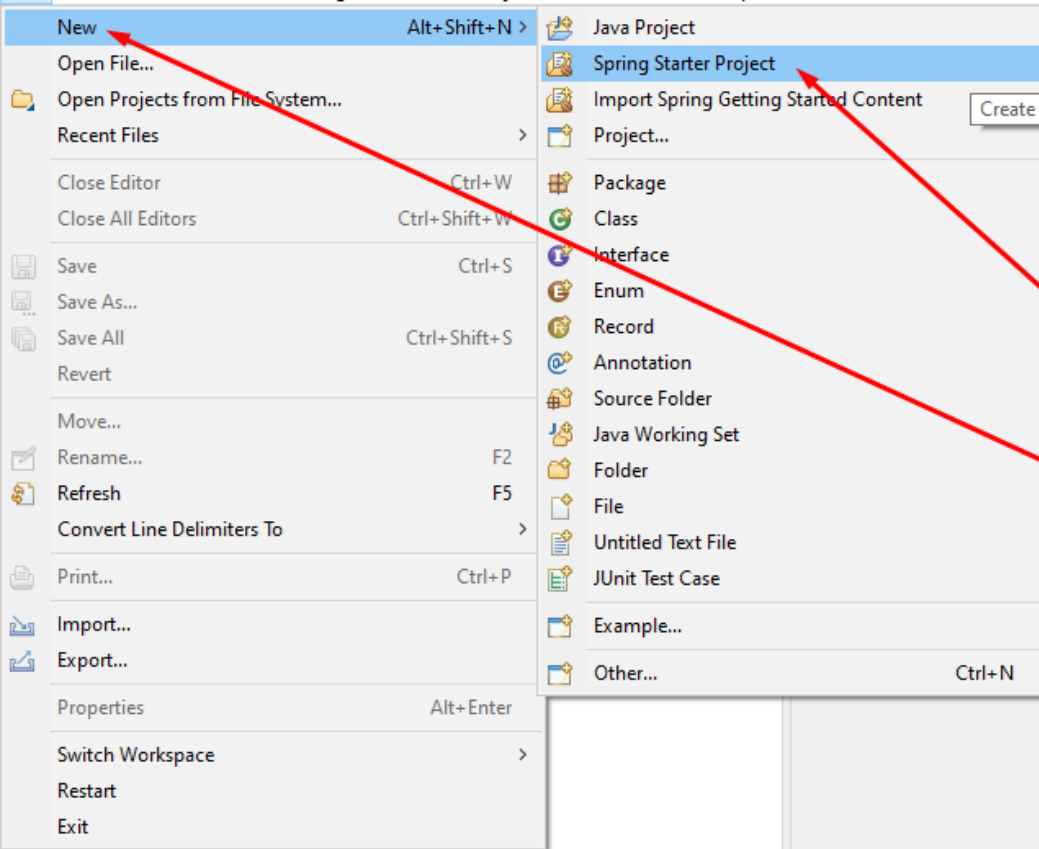 New Alt+Shift+N >
Open File...
Open Projects from File System...
Recent Files >
Close Editor Ctrl+W
Close All Editors Ctrl+Shift+W
Save Ctrl+S
Save As...
Save All Ctrl+Shift+S
Revert
Move...
Rename... F2
Refresh F5
Convert Line Delimiters To >
Print... Ctrl+P
Import...
Export...
Properties Alt+Enter
Switch Workspace >
Restart
Exit
Java Project
Spring Starter Project
Import Spring Getting Started Content
Create
Project...
Package
Class
Interface
Enum
Record
Annotation
Source Folder
Java Working Set
Folder
File
Untitled Text File
JUnit Test Case
Example...
Other... Ctrl+N